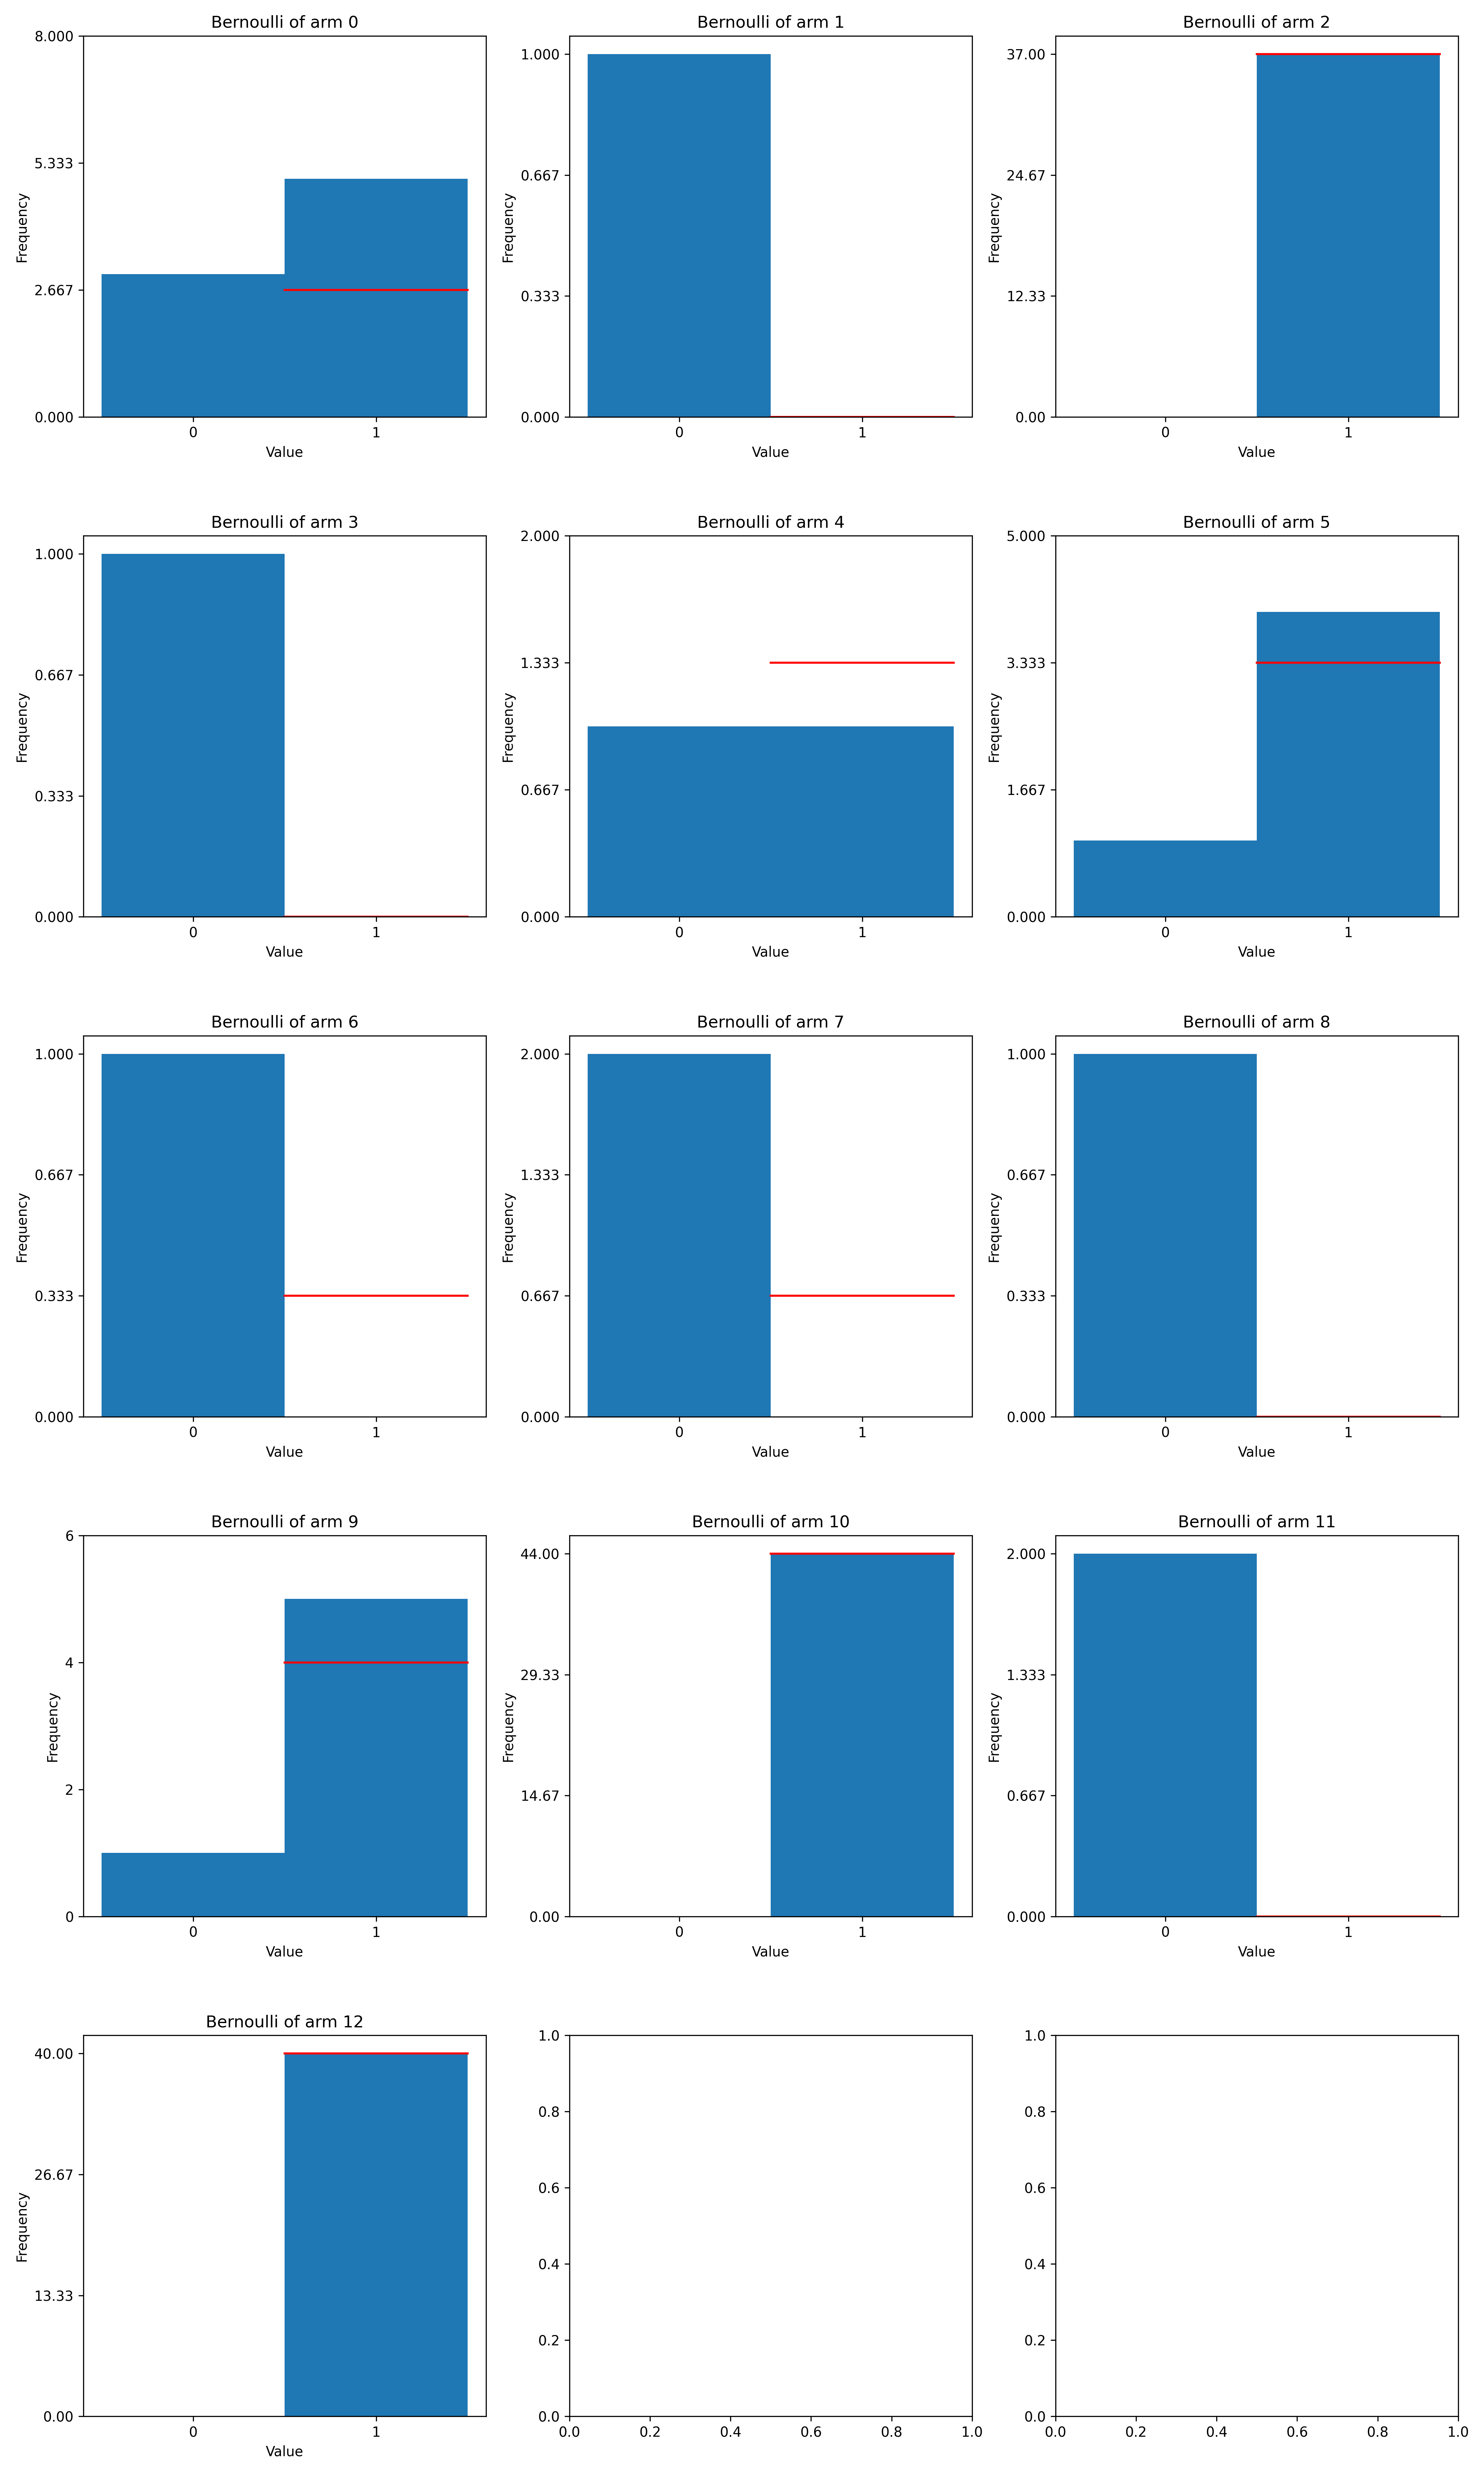 Bernoulli of arm 0
8.000
5.333
2.667
0.000
Frequency
0 1
Value
Bernoulli of arm 1
1.000
0.667
0.333
0.000
Frequency
0 1
Value
Bernoulli of arm 2
37.00
24.67
12.33
0.00
Frequency
0 1
Value
Bernoulli of arm 3
1.000
0.667
0.333
0.000
Frequency
0 1
Value
Bernoulli of arm 4
2.000
1.333
0.667
0.000
Frequency
0 1
Value
Bernoulli of arm 5
5.000
3.333
1.667
0.000
Frequency
0 1
Value
Bernoulli of arm 6
1.000
0.667
0.333
0.000
Frequency
0 1
Value
Bernoulli of arm 7
2.000
1.333
0.667
0.000
Frequency
0 1
Value
Bernoulli of arm 8
1.000
0.667
0.333
0.000
Frequency
0 1
Value
Bernoulli of arm 9
6
4
2
0
Frequency
0 1
Value
Bernoulli of arm 10
44.00
29.33
14.67
0.00
Frequency
0 1
Value
Bernoulli of arm 11
2.000
1.333
0.667
0.000
Frequency
0 1
Value
Bernoulli of arm 12
40.00
26.67
13.33
0.00
Frequency
0 1
Value
1.0
0.8
0.6
0.4
0.2
0.0
0.0 0.2 0.4 0.6 0.8 1.0
1.0
0.8
0.6
0.4
0.2
0.0
0.0 0.2 0.4 0.6 0.8 1.0